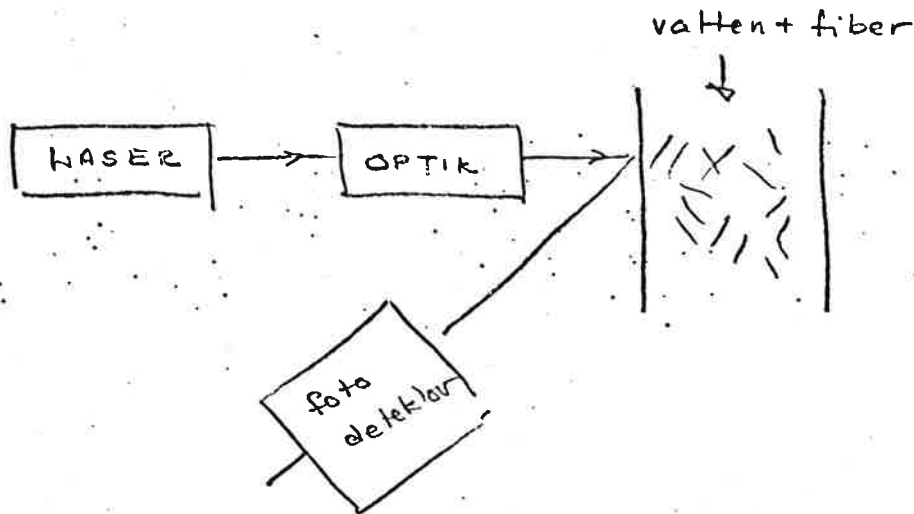 vatten + fiber
LASER
OPTIK
foto
detektor